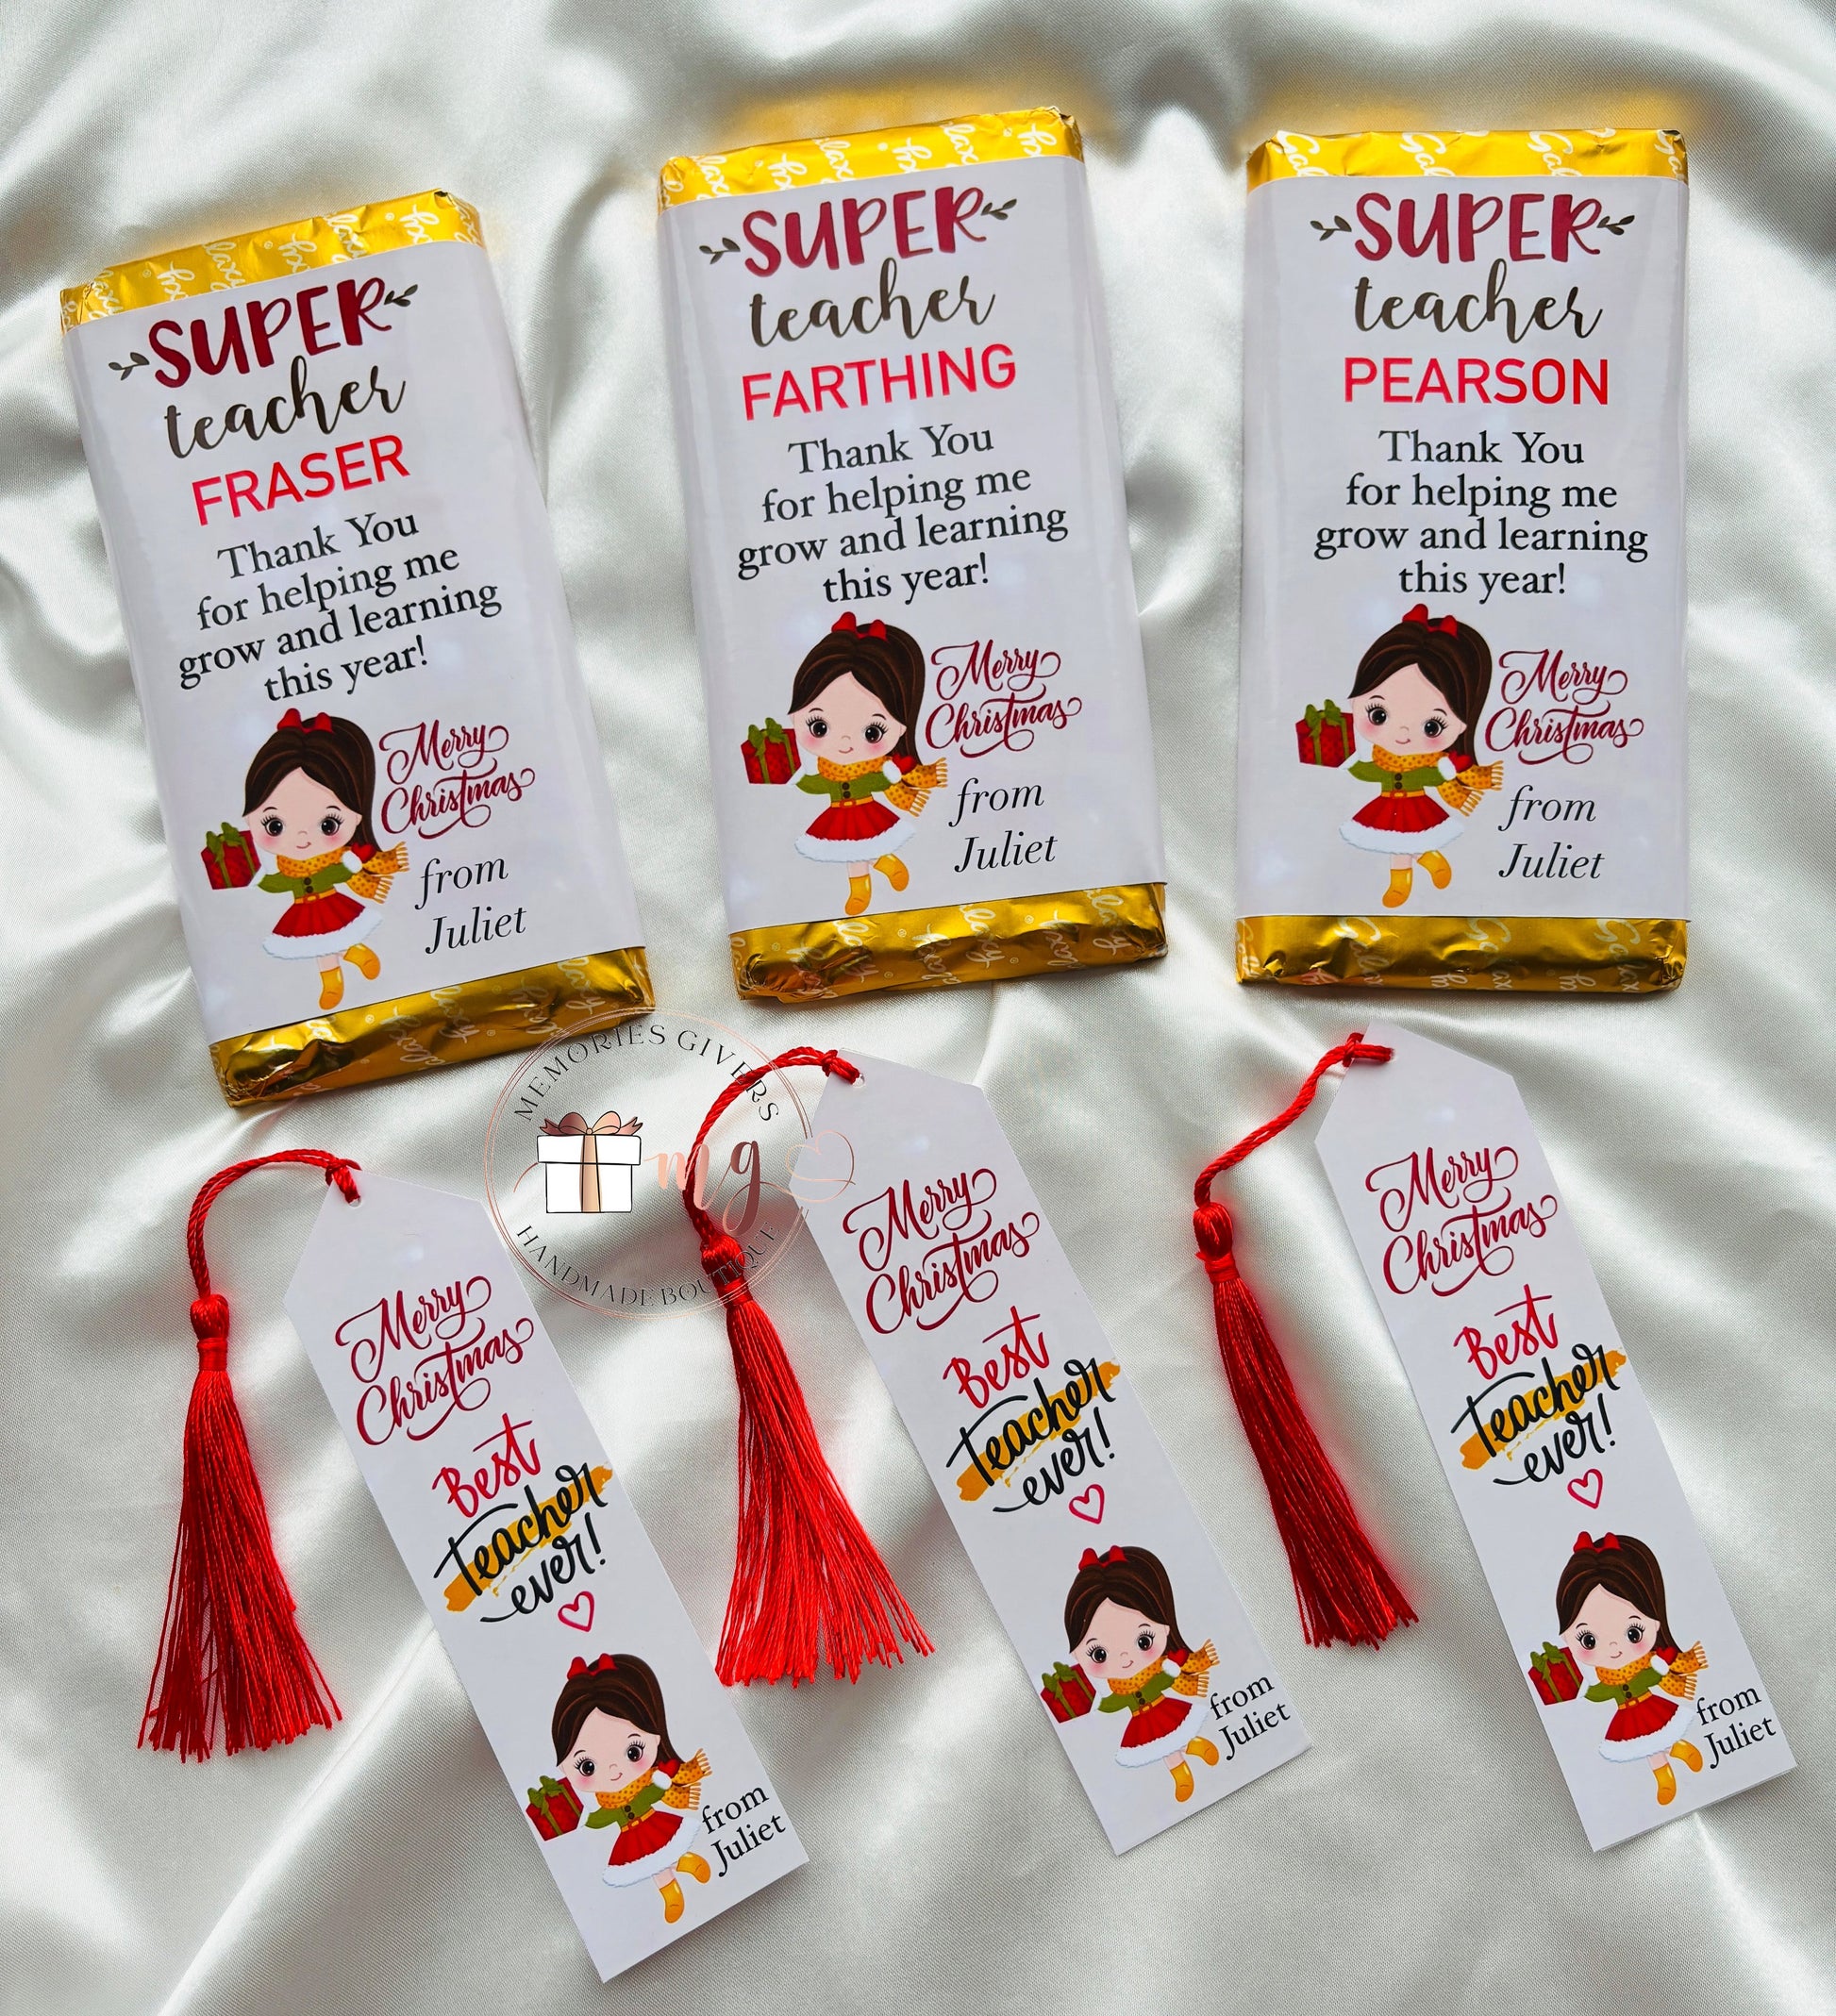 SUPER
teacher
FRASER
Thank You
for helping me
grow and learning
this year!
Merry
Christmas
from
Juliet
SUPER
teacher
FARTHING
Thank You
for helping me
grow and learning
this year!
Merry
Christmas
from
Juliet
SUPER
teacher
PEARSON
Thank You
for helping me
grow and learning
this year!
Merry
Christmas
from
Juliet
MEMORIES GIVERS
mg
HANDMADE BOUTIQUE
Merry
Christmas
Best
Teacher
ever!
from
Juliet
Merry
Christmas
Best
Teacher
ever!
from
Juliet
Merry
Christmas
Best
Teacher
ever!
from
Juliet